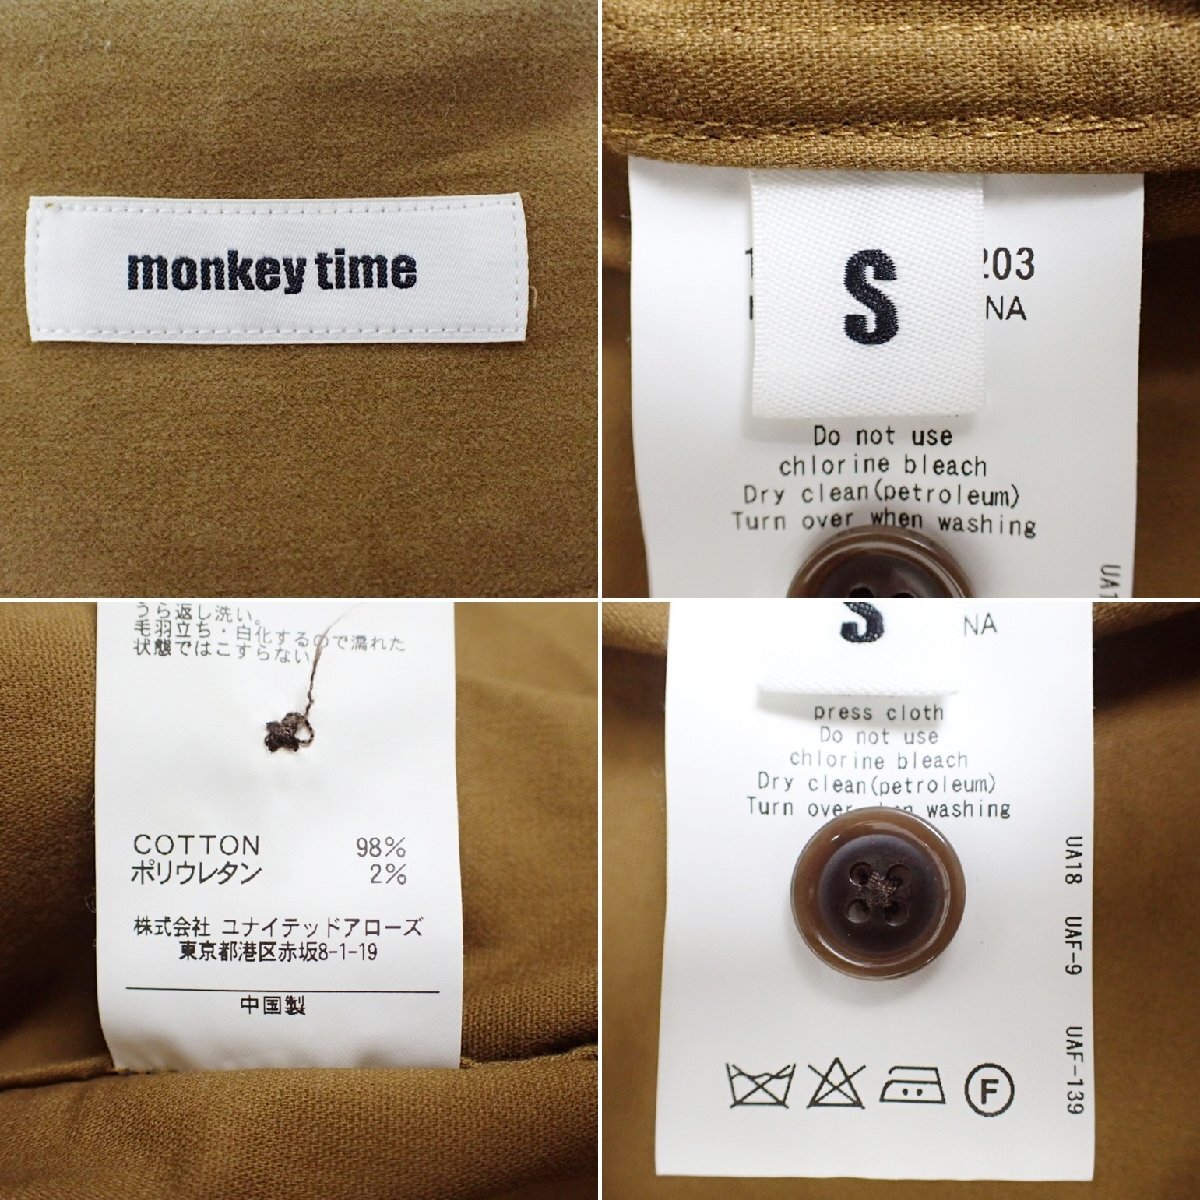 monkey time
S
203
NA
Do not use
chlorine bleach
Dry clean(petroleum)
Turn over when washing
うら返し洗い。
毛羽立ち・白化するので濡れた
状態ではこすらない
COTTON 98%
ポリウレタン 2%
株式会社 ユナイテッドアローズ
東京都港区赤坂8-1-19
中国製
S
NA
press cloth
Do not use
chlorine bleach
Dry clean(petroleum)
Turn over when washing
UA18 UAF-9 UAF-139
F